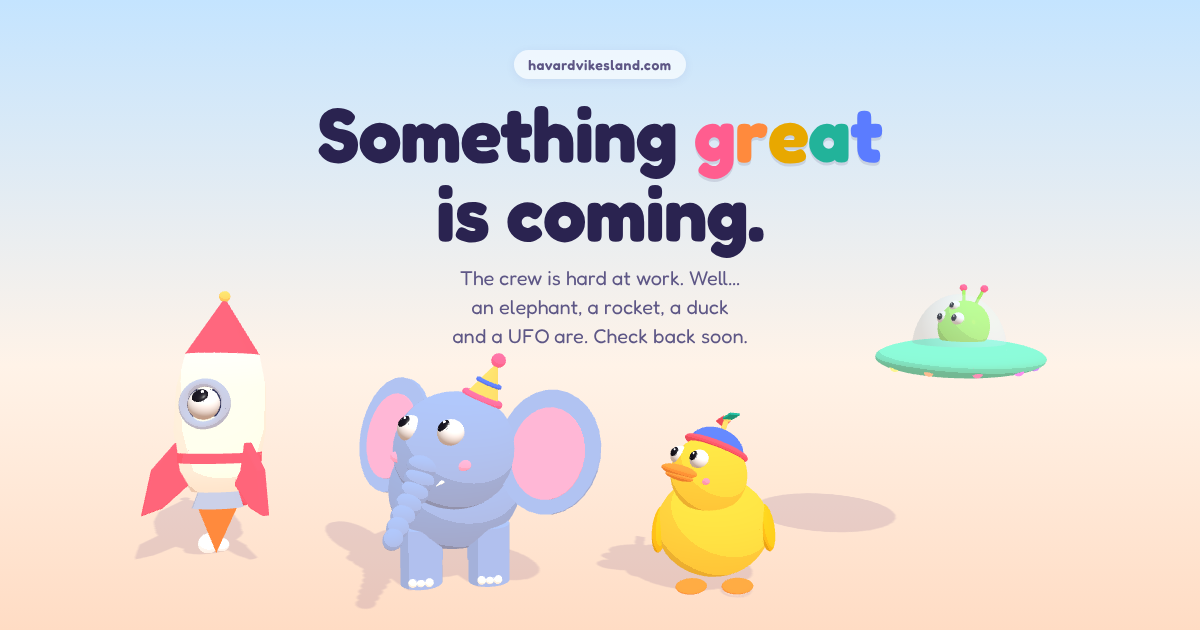 havardvikesland.com
Something great
is coming.
The crew is hard at work. Well...
an elephant, a rocket, a duck
and a UFO are. Check back soon.